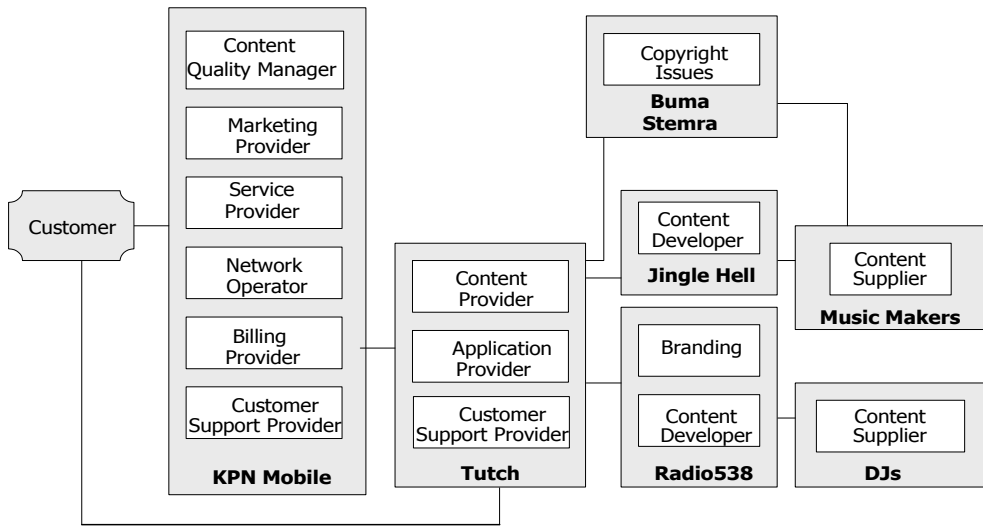 Customer
Content
Quality Manager
Marketing
Provider
Service
Provider
Network
Operator
Billing
Provider
Customer
Support Provider
KPN Mobile
Content
Provider
Application
Provider
Customer
Support Provider
Tutch
Copyright
Issues
Buma
Stemra
Content
Developer
Jingle Hell
Branding
Content
Developer
Radio538
Content
Supplier
Music Makers
Content
Supplier
DJs